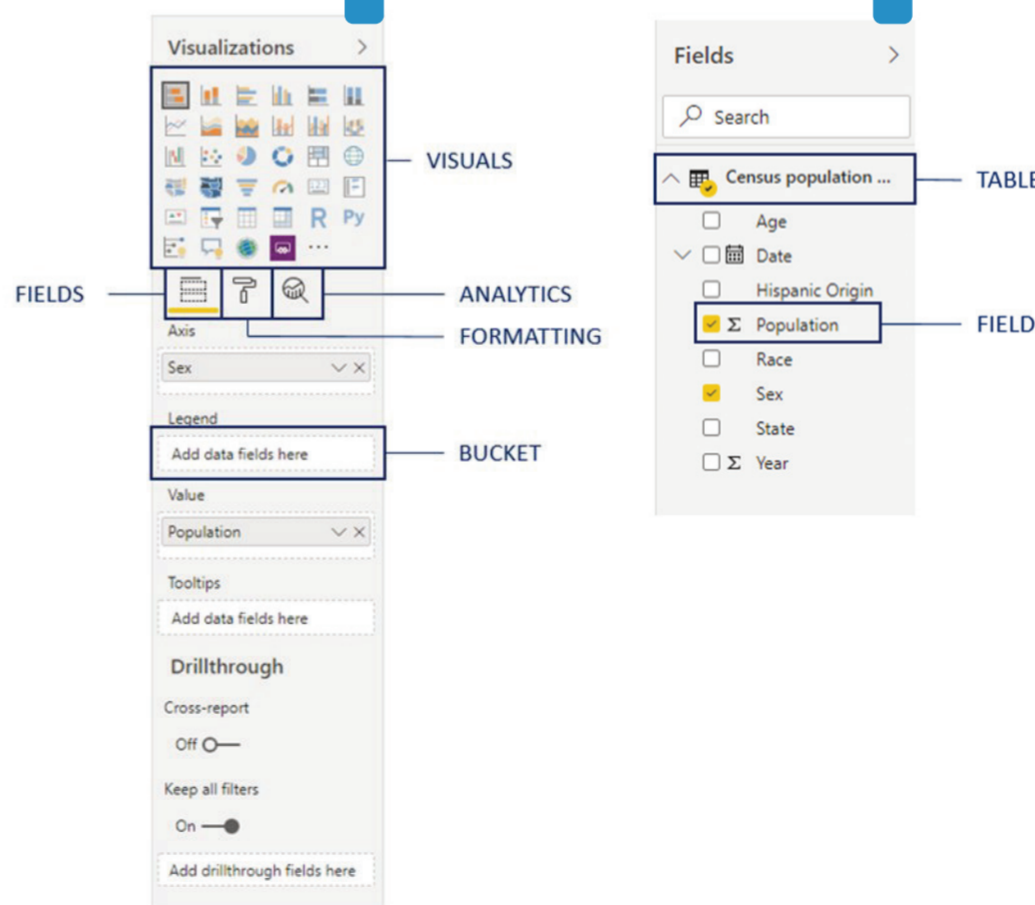 Visualizations
VISUALS
R Py
FIELDS
ANALYTICS
FORMATTING
Axis
Sex
Legend
Add data fields here
BUCKET
Value
Population
Tooltips
Add data fields here
Drillthrough
Cross-report
Off
Keep all filters
On
Add drillthrough fields here
Fields
Search
Census population ...
TABLE
Age
Date
Hispanic Origin
Σ Population
FIELD
Race
Sex
State
Σ Year